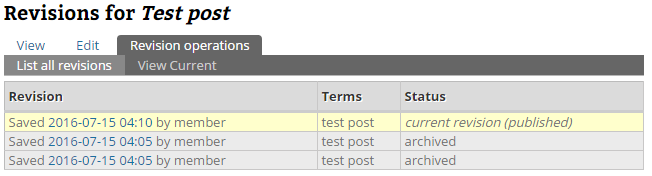 Revisions for Test post
View Edit Revision operations
List all revisions View Current
Revision Terms Status
Saved 2016-07-15 04:10 by member test post current revision (published)
Saved 2016-07-15 04:05 by member test post archived
Saved 2016-07-15 04:05 by member test post archived